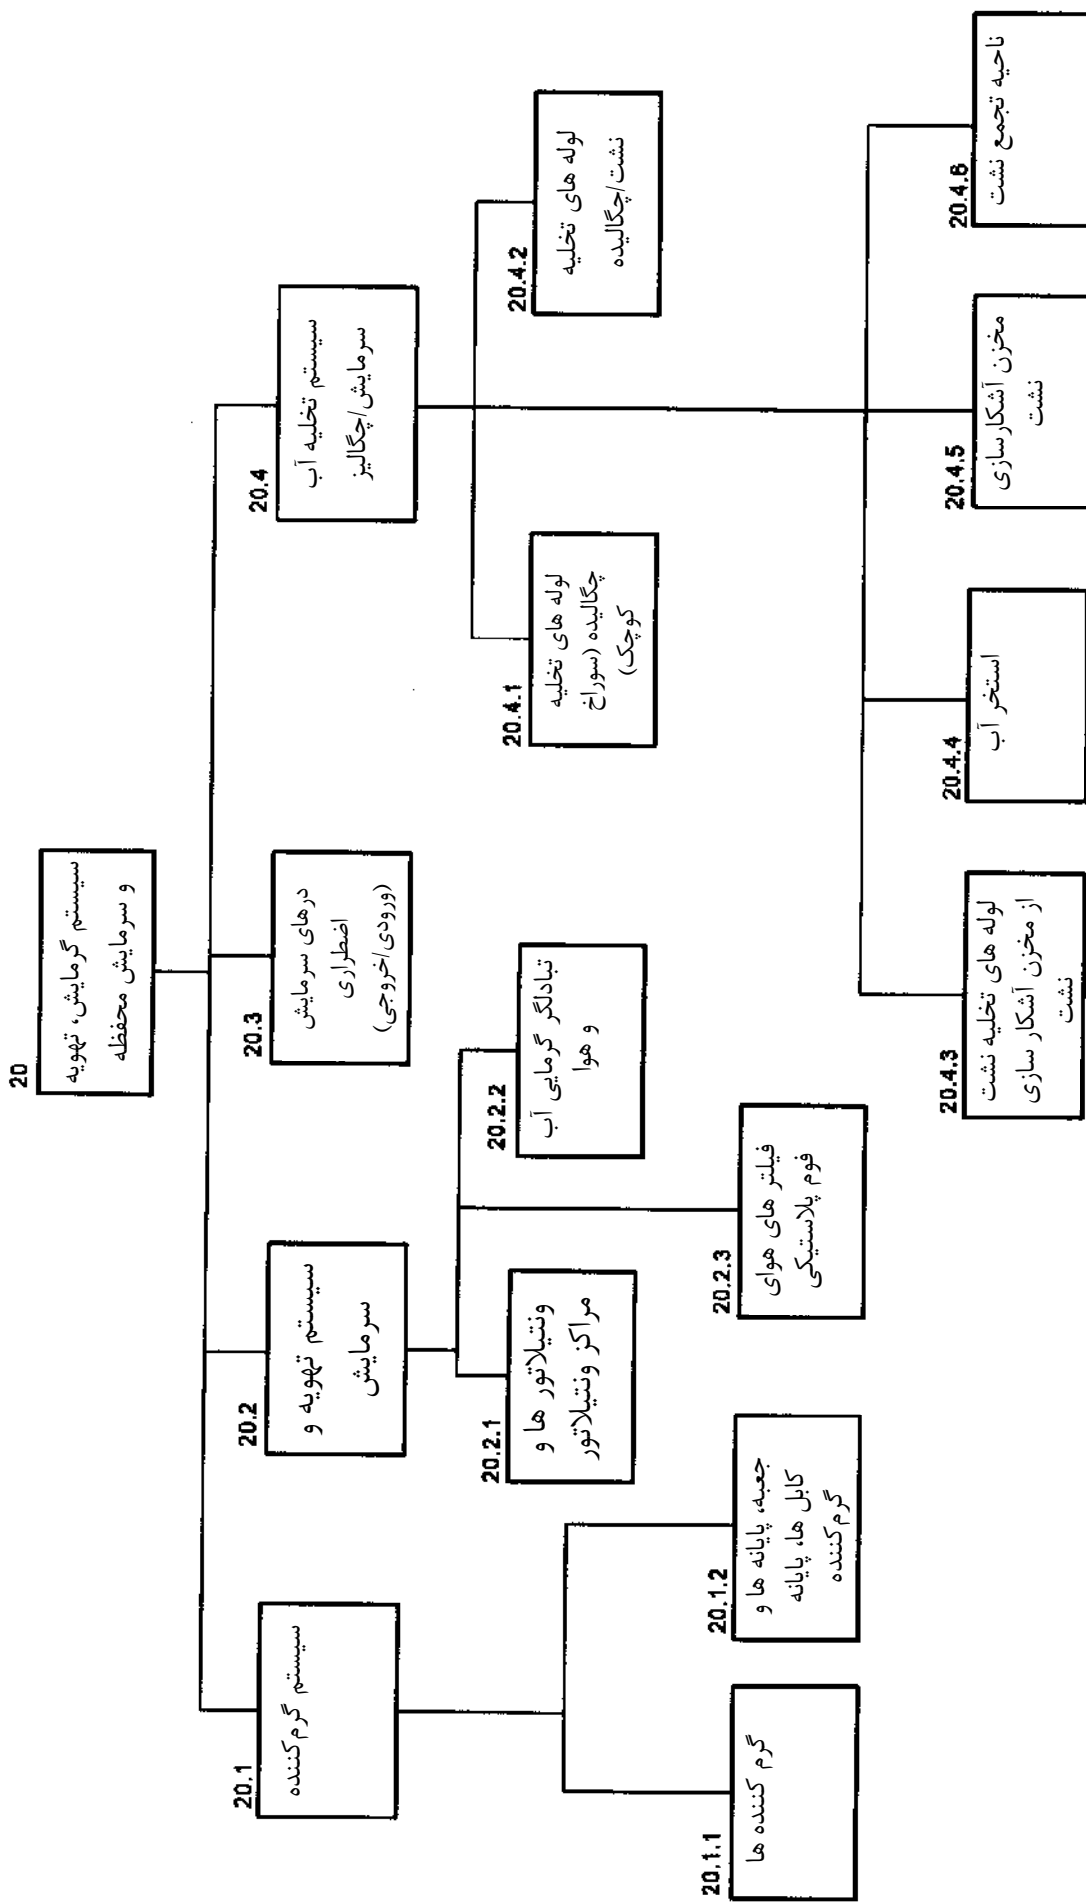 20
سیستم گرمایش، تهویه
و سرمایش محفظه
20.1
سیستم گرم‌کننده
20.2
سیستم تهویه و
سرمایش
20.3
درهای سرمایش
اضطراری
(ورودی/خروجی)
20.4
سیستم تخلیه آب
سرمایش/چگالیز
20.1.1
گرم کننده ها
20.1.2
جعبه، پایانه ها و
کابل ها، پایانه
گرم‌کننده
20.2.1
ونتیلاتور ها و
مراکز ونتیلاتور
20.2.2
تبادلگر گرمایی آب
و هوا
20.2.3
فیلتر های هوای
فوم پلاستیکی
20.4.1
لوله های تخلیه
چگالیده (سوراخ
کوچک)
20.4.2
لوله های تخلیه
نشت/چگالیده
20.4.3
لوله های تخلیه نشت
از مخزن آشکار سازی
نشت
20.4.4
استخر آب
20.4.5
مخزن آشکارسازی
نشت
20.4.6
ناحیه تجمع نشت